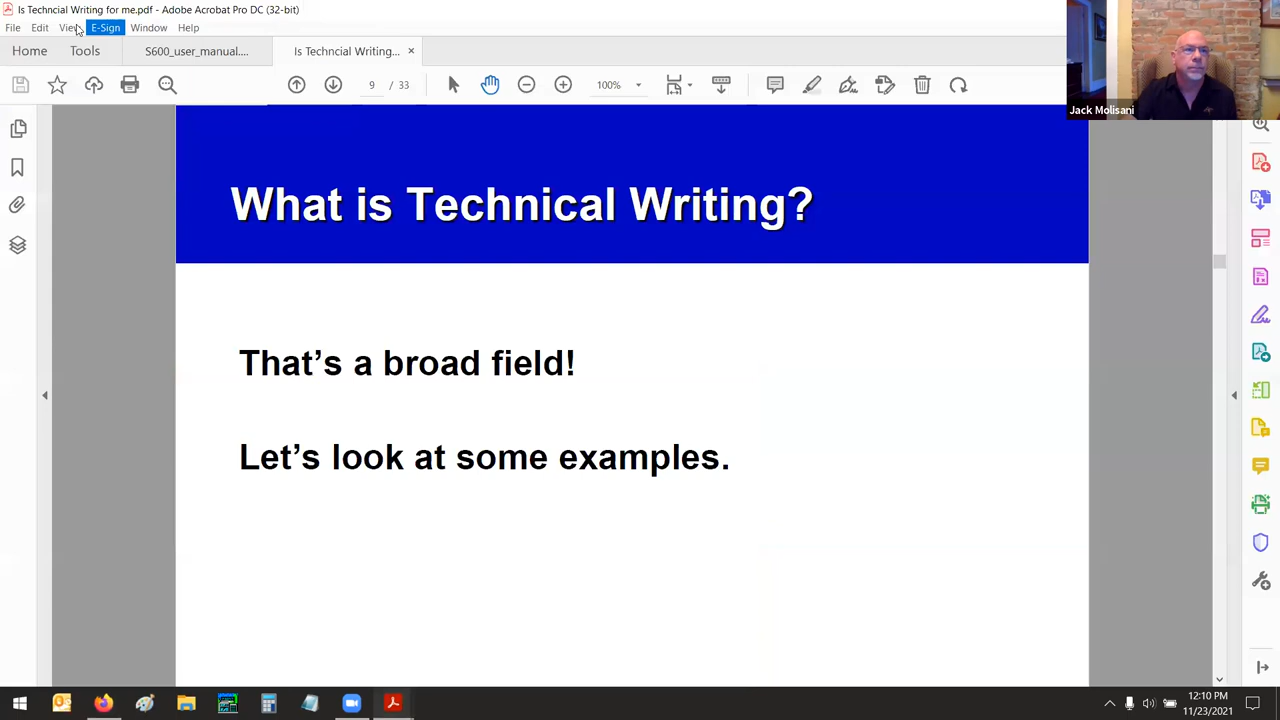 Is Techncial Writing for me.pdf - Adobe Acrobat Pro DC (32-bit)
File Edit View E-Sign Window Help
Home Tools S600_user_manual.... Is Techncial Writing... ×
9 / 33 100%
Jack Molisani
What is Technical Writing?
That’s a broad field!
Let’s look at some examples.
12:10 PM
11/23/2021